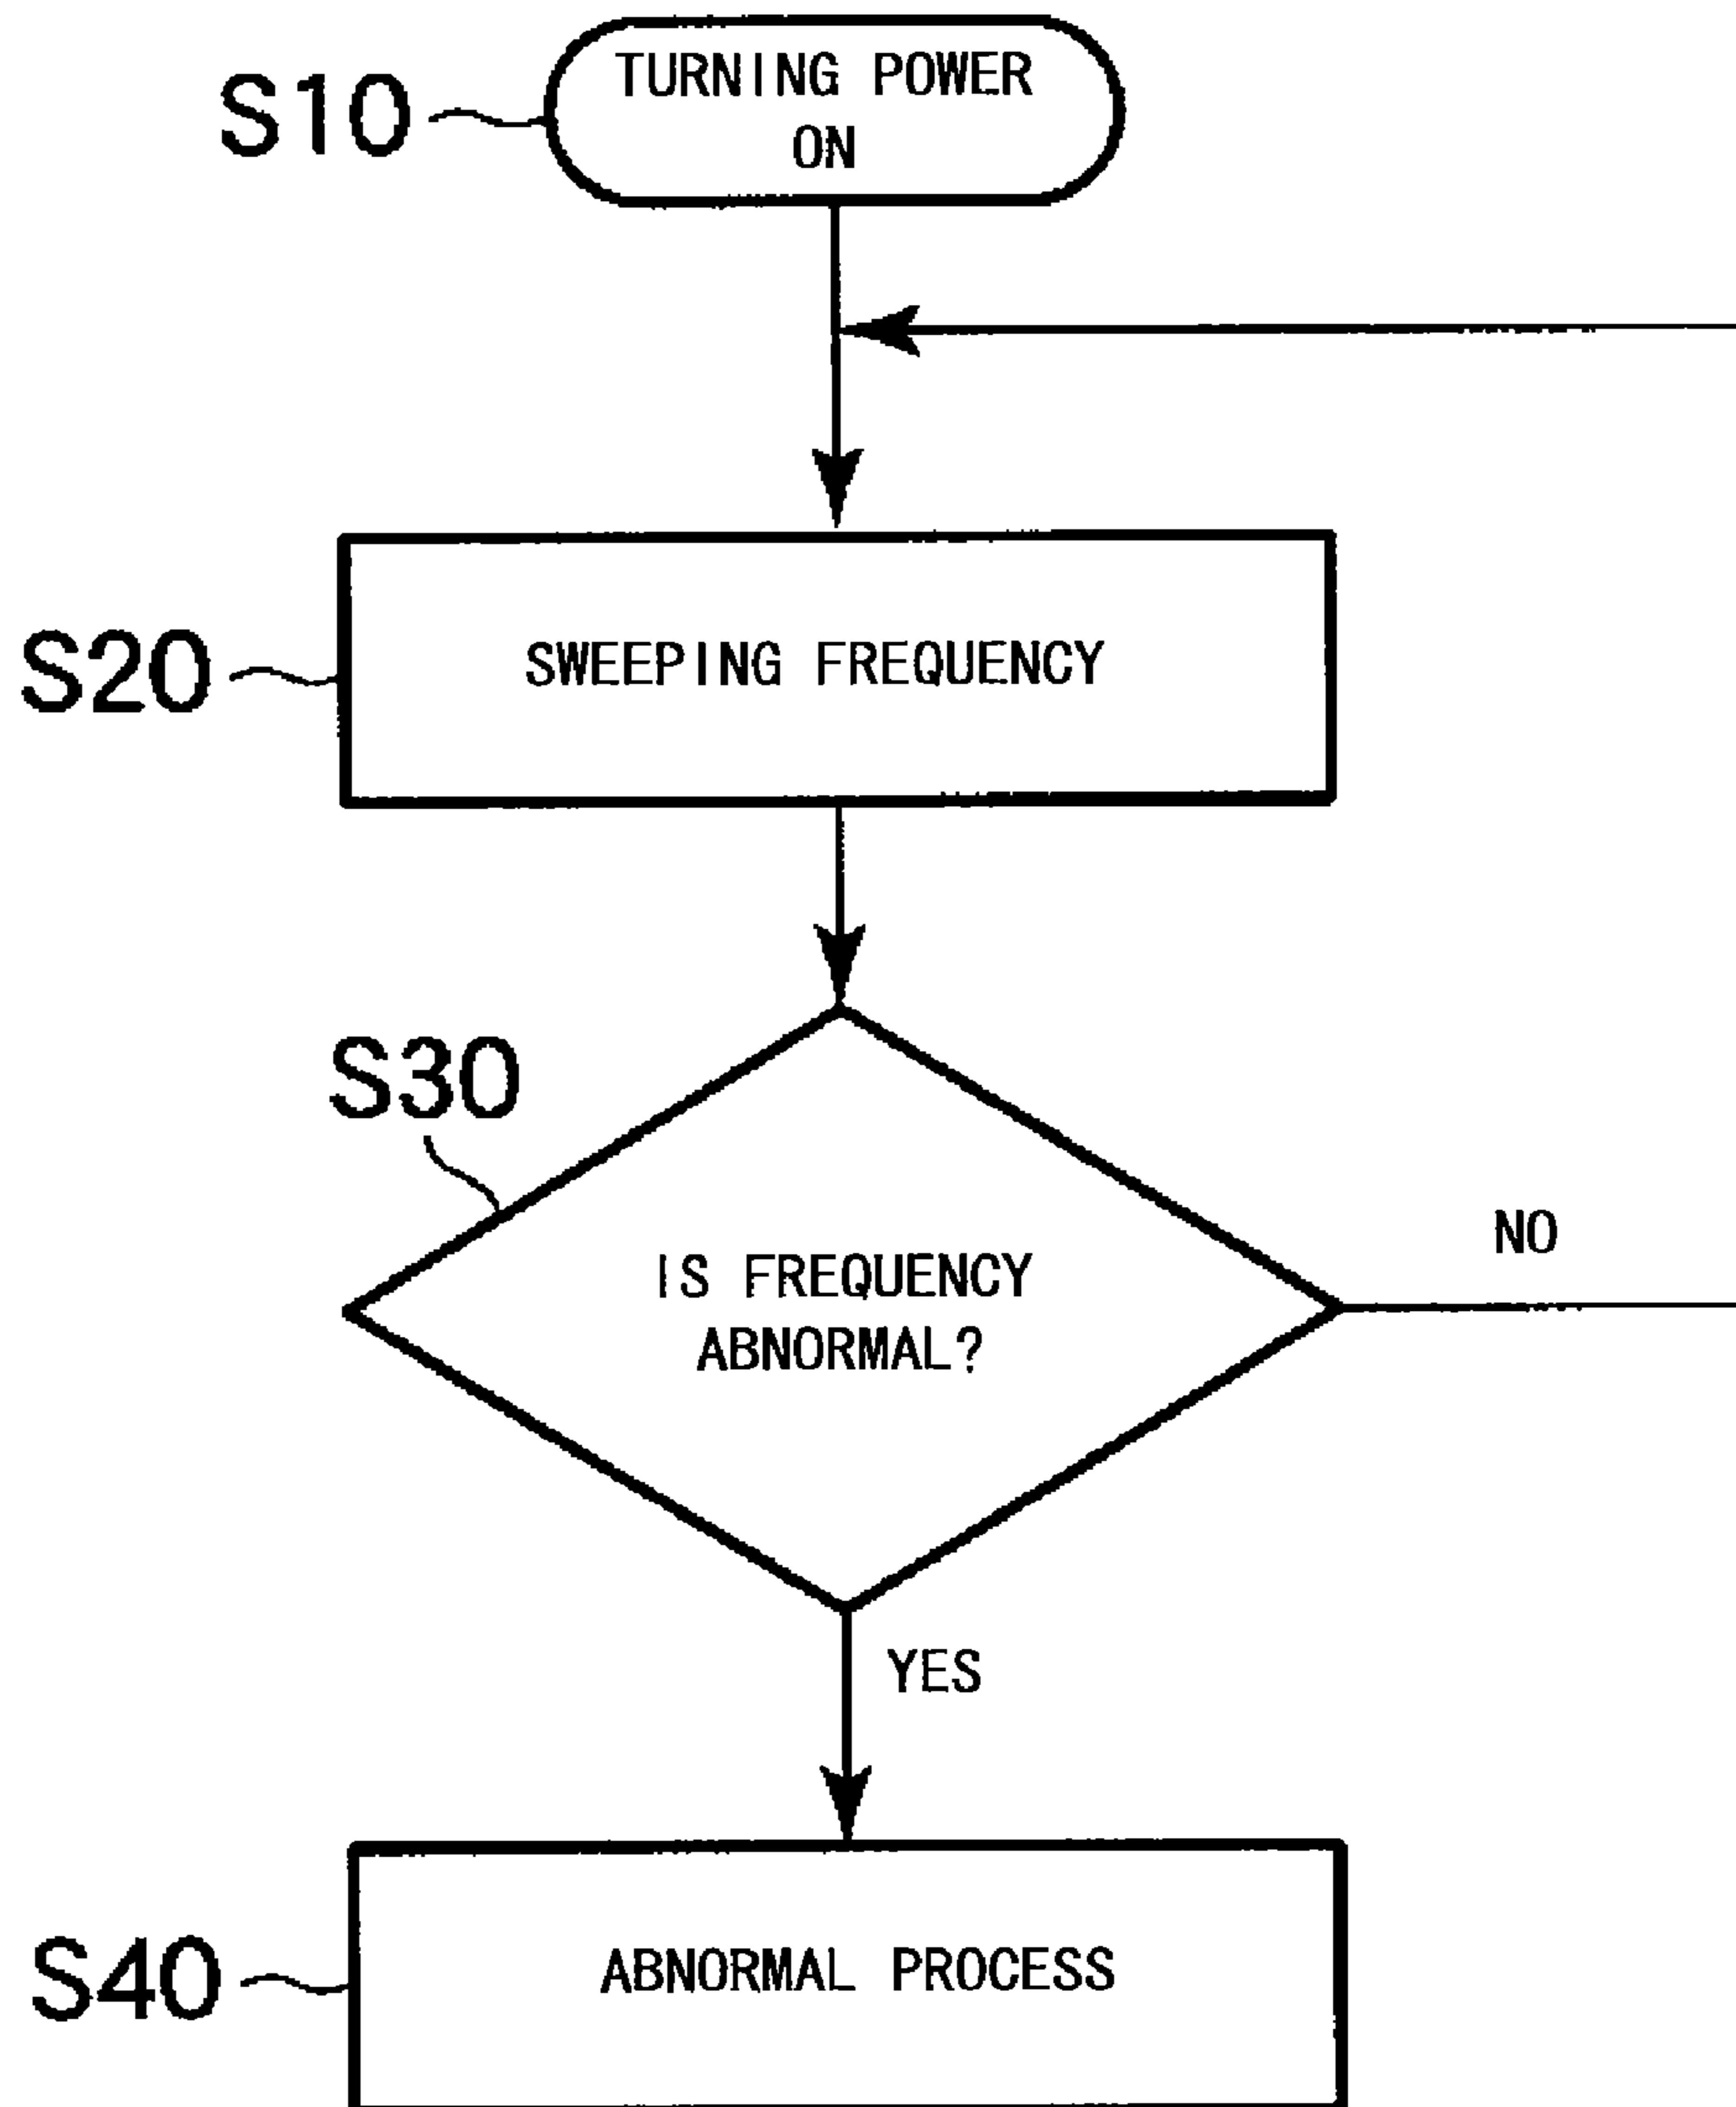 S10
TURNING POWER
ON
S20
SWEEPING FREQUENCY
S30
IS FREQUENCY
ABNORMAL?
NO
YES
S40
ABNORMAL PROCESS